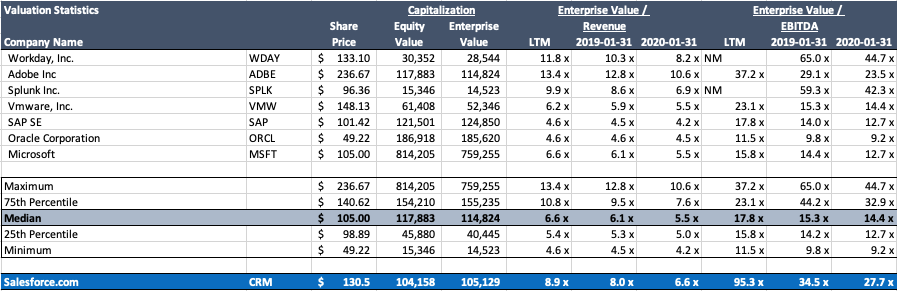 Valuation Statistics Capitalization Enterprise Value / Enterprise Value /
Share Equity Enterprise Revenue EBITDA
Company Name Price Value Value LTM 2019-01-31 2020-01-31 LTM 2019-01-31 2020-01-31
Workday, Inc. WDAY $ 133.10 30,352 28,544 11.8 x 10.3 x 8.2 x NM 65.0 x 44.7 x
Adobe Inc ADBE $ 236.67 117,883 114,824 13.4 x 12.8 x 10.6 x 37.2 x 29.1 x 23.5 x
Splunk Inc. SPLK $ 96.36 15,346 14,523 9.9 x 8.6 x 6.9 x NM 59.3 x 42.3 x
Vmware, Inc. VMW $ 148.13 61,408 52,346 6.2 x 5.9 x 5.5 x 23.1 x 15.3 x 14.4 x
SAP SE SAP $ 101.42 121,501 124,850 4.6 x 4.5 x 4.2 x 17.8 x 14.0 x 12.7 x
Oracle Corporation ORCL $ 49.22 186,918 185,620 4.6 x 4.6 x 4.5 x 11.5 x 9.8 x 9.2 x
Microsoft MSFT $ 105.00 814,205 759,255 6.6 x 6.1 x 5.5 x 15.8 x 14.4 x 12.7 x
Maximum $ 236.67 814,205 759,255 13.4 x 12.8 x 10.6 x 37.2 x 65.0 x 44.7 x
75th Percentile $ 140.62 154,210 155,235 10.8 x 9.5 x 7.6 x 23.1 x 44.2 x 32.9 x
Median $ 105.00 117,883 114,824 6.6 x 6.1 x 5.5 x 17.8 x 15.3 x 14.4 x
25th Percentile $ 98.89 45,880 40,445 5.4 x 5.3 x 5.0 x 15.8 x 14.2 x 12.7 x
Minimum $ 49.22 15,346 14,523 4.6 x 4.5 x 4.2 x 11.5 x 9.8 x 9.2 x
Salesforce.com CRM $ 130.5 104,158 105,129 8.9 x 8.0 x 6.6 x 95.3 x 34.5 x 27.7 x